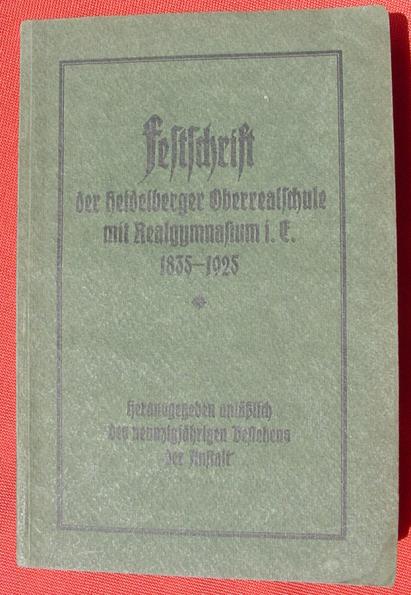 Festschrift
der Heidelberger Oberrealschule
mit Realgymnasium i. E.
1835–1925
Herausgegeben anläßlich
des neunzigjährigen Bestehens
der Anstalt